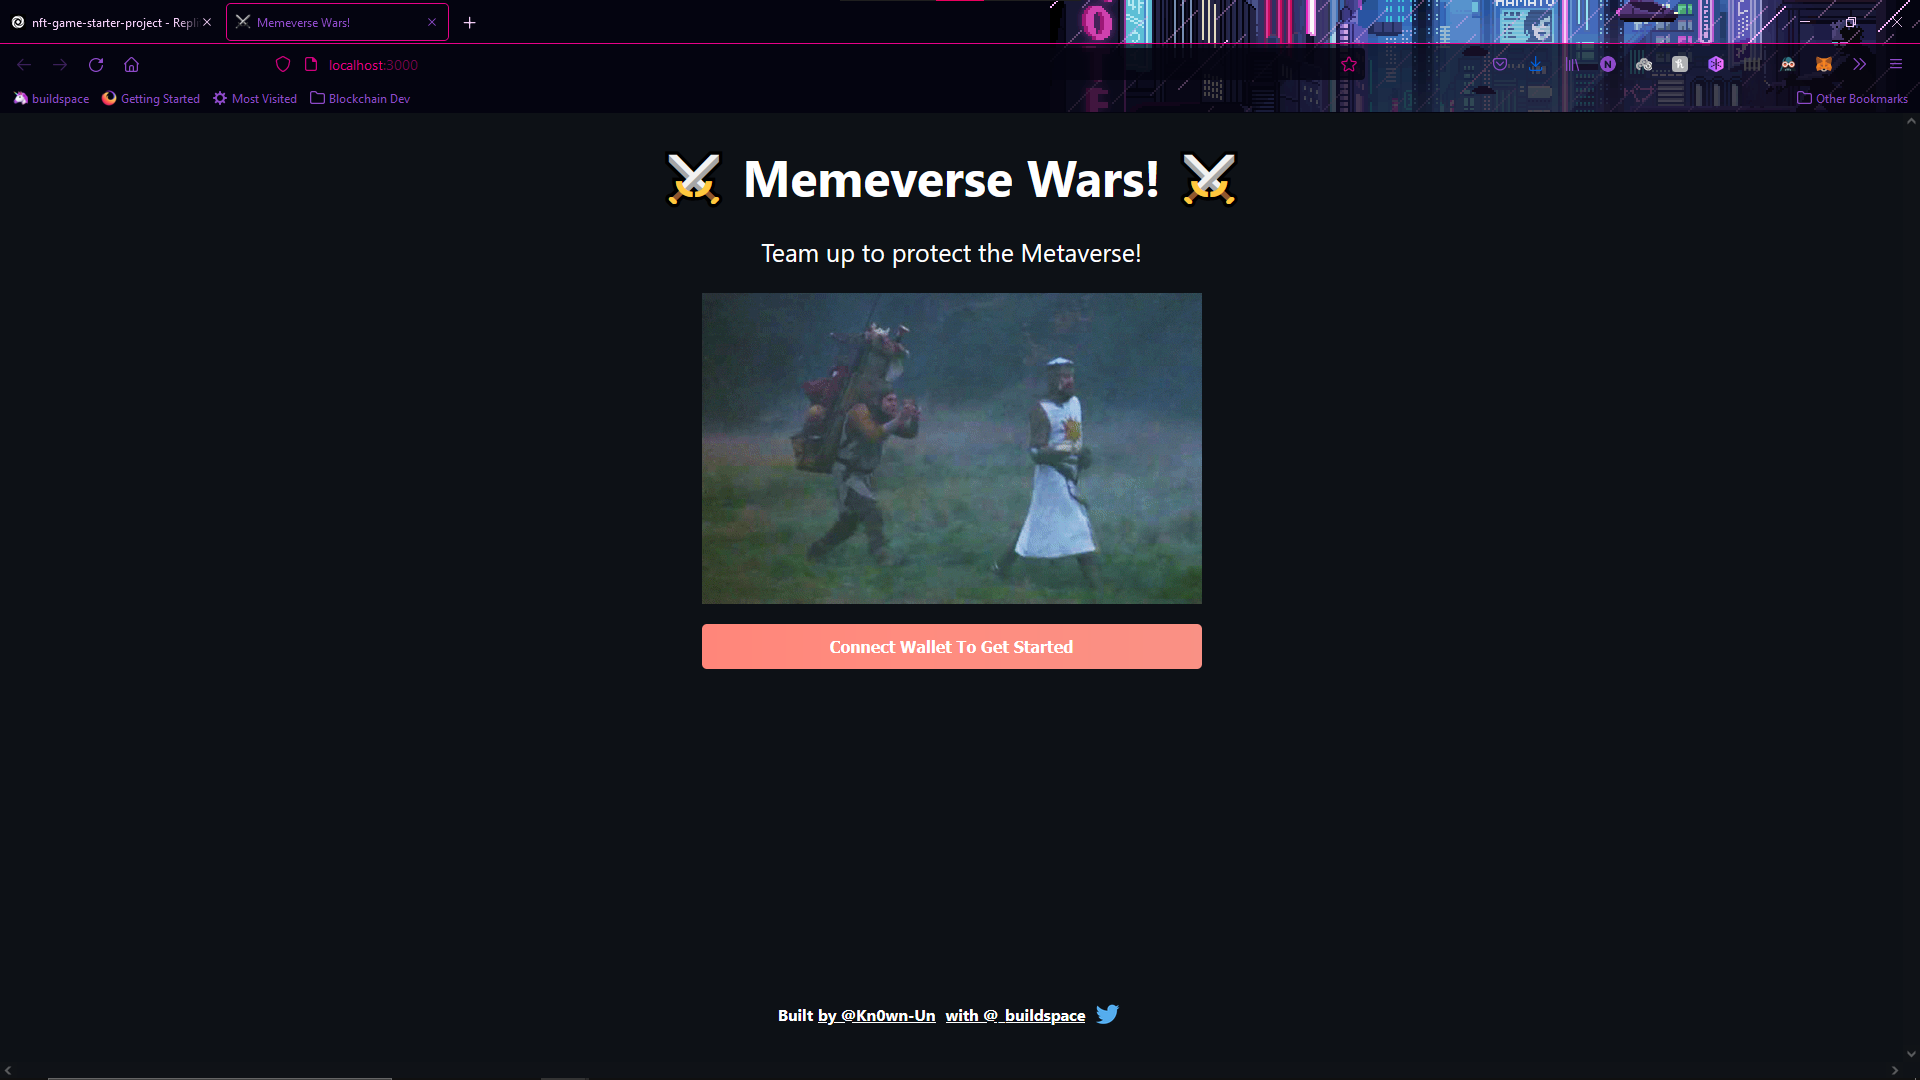 nft-game-starter-project - Repli
Memeverse Wars!
localhost:3000
buildspace
Getting Started
Most Visited
Blockchain Dev
Other Bookmarks
⚔️ Memeverse Wars! ⚔️
Team up to protect the Metaverse!
Connect Wallet To Get Started
Built by @Kn0wn-Un with @_buildspace